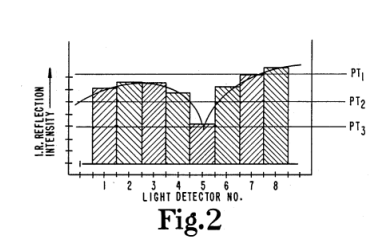 I.R. REFLECTION
INTENSITY
PT1
PT2
PT3
1 2 3 4 5 6 7 8
LIGHT DETECTOR NO.
Fig.2